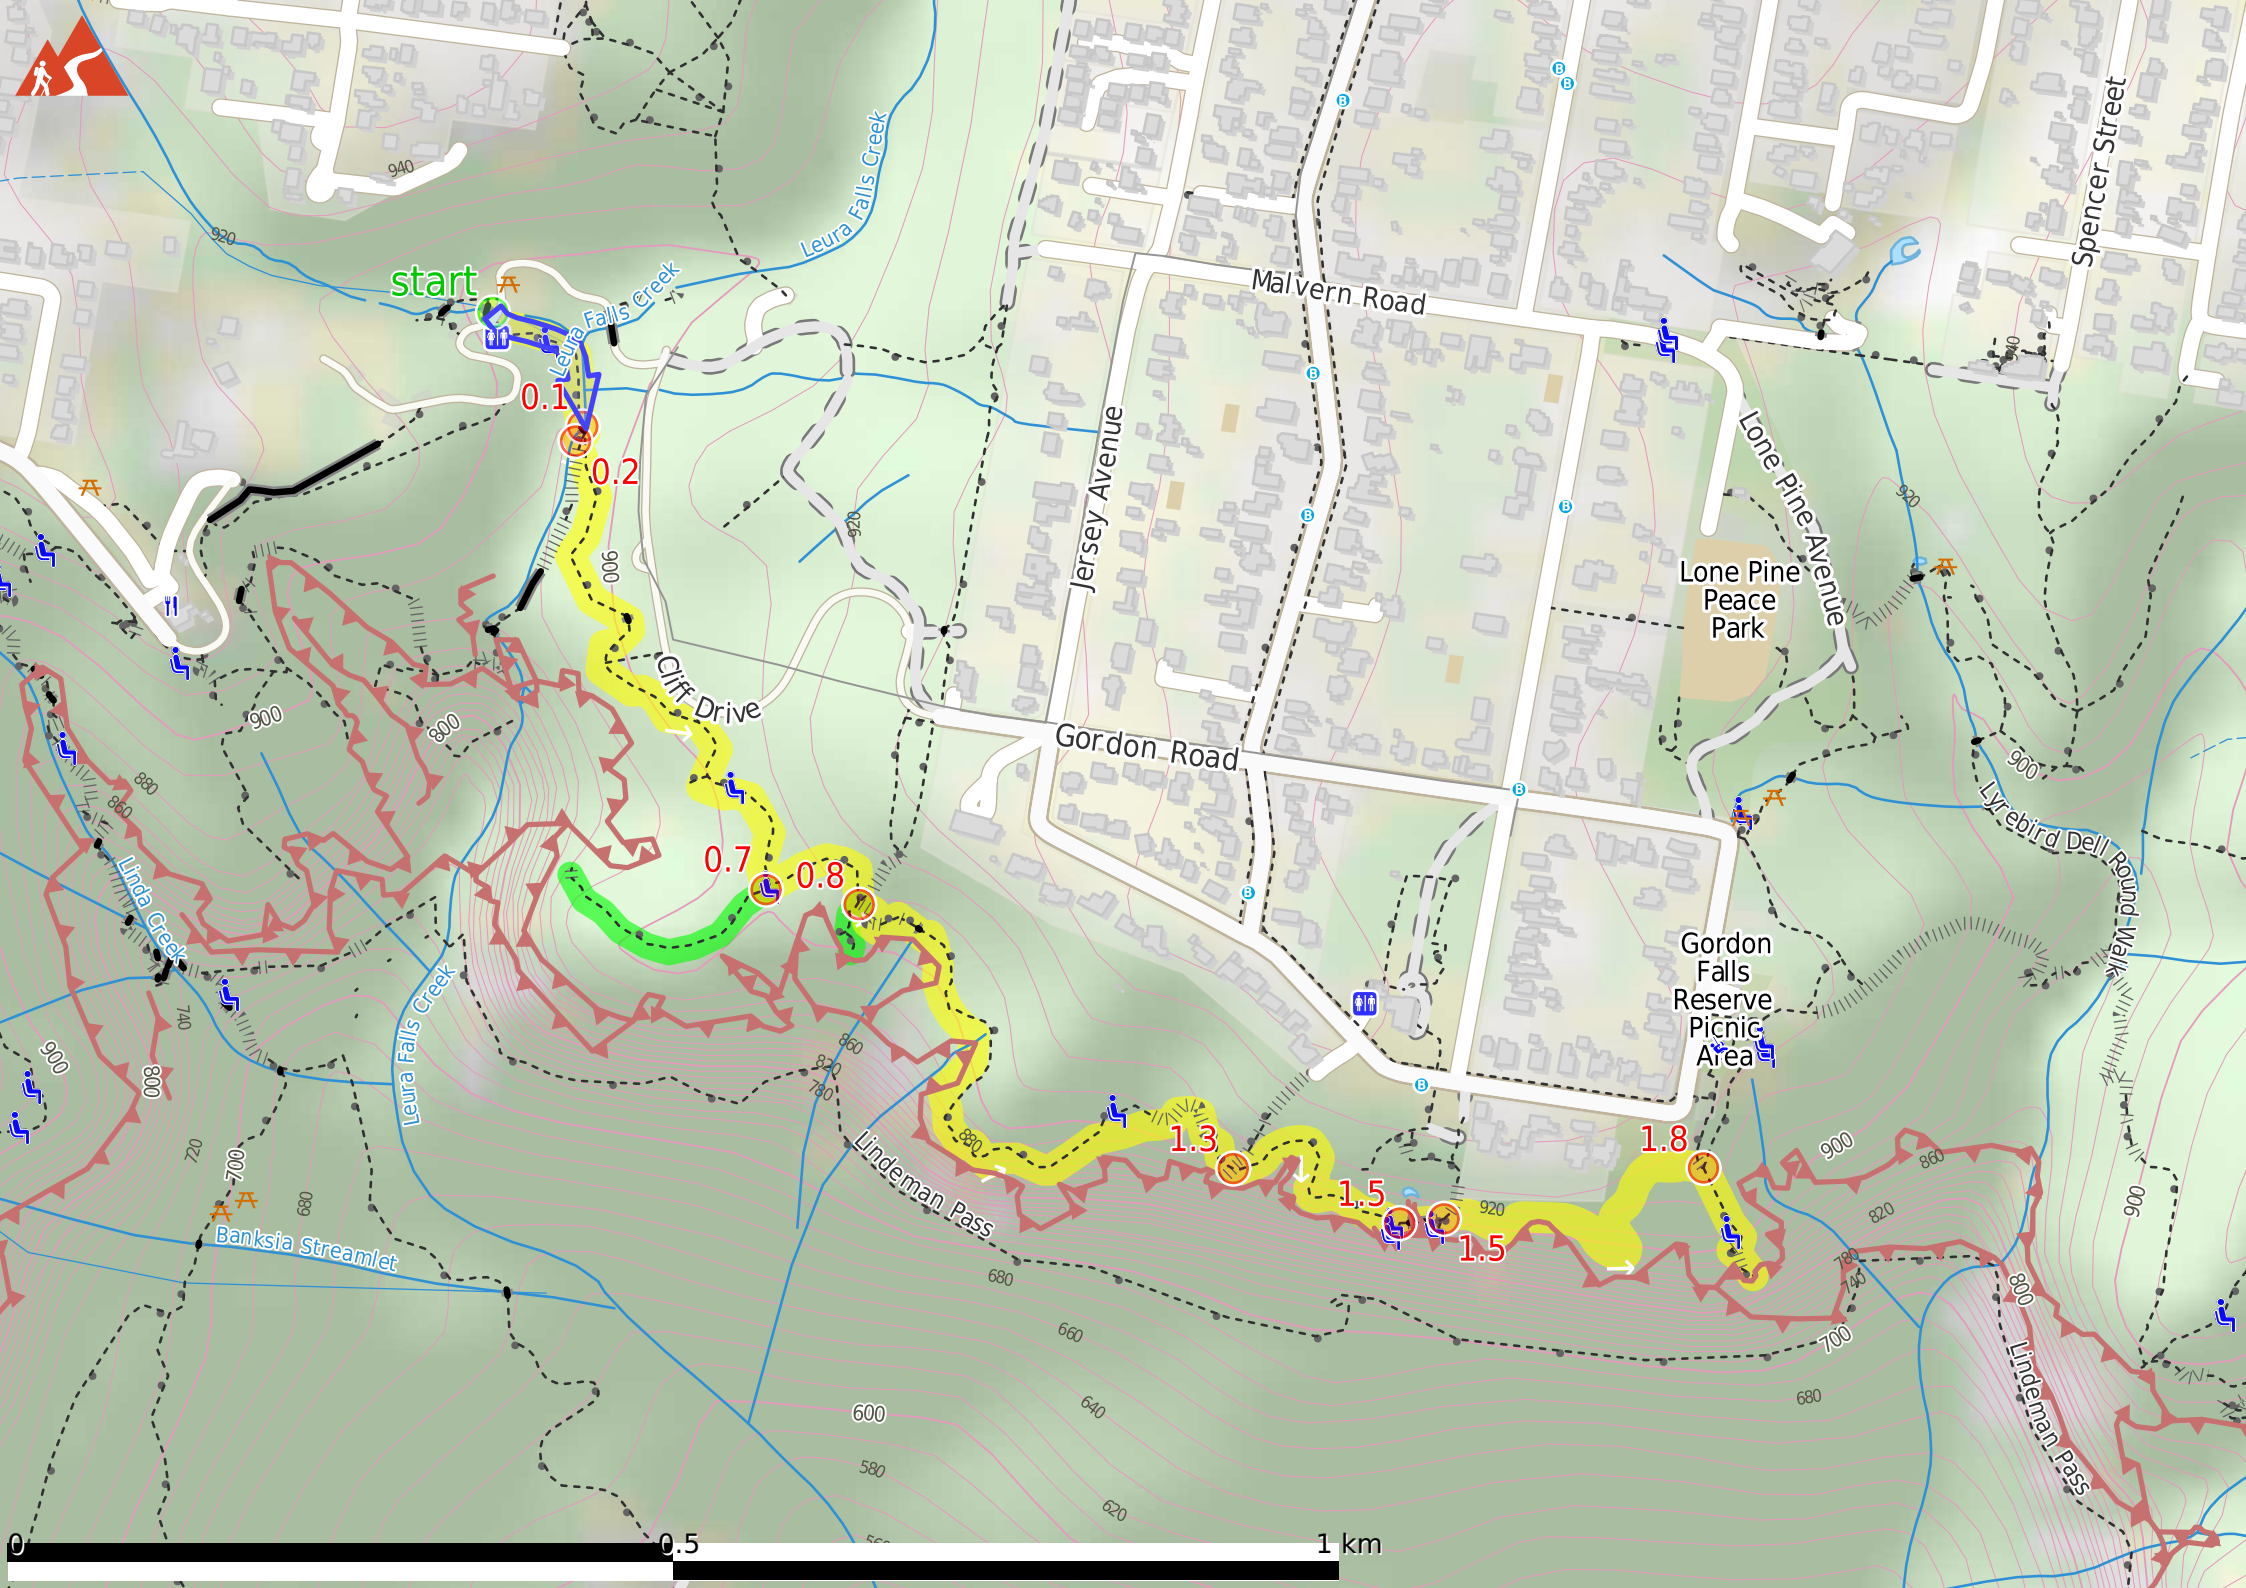 940
920
Leura Falls Creek
start
Leura Falls Creek
Malvern Road
Spencer Street
0.1
0.2
900
920
Jersey Avenue
Lone Pine Avenue
920
Lone Pine
Peace
Park
Cliff Drive
Gordon Road
900
800
880
860
900
Lyrebird Dell Round Walk
0.7
0.8
Linda Creek
Gordon
Falls
Reserve
Picnic
Area
Leura Falls Creek
740
900
800
860
820
780
720
700
680
Lindeman Pass
880
1.3
1.5
920
1.5
1.8
900
860
820
900
780
740
800
700
Banksia Streamlet
680
660
640
600
580
620
680
Lindeman Pass
0
0.5
1 km